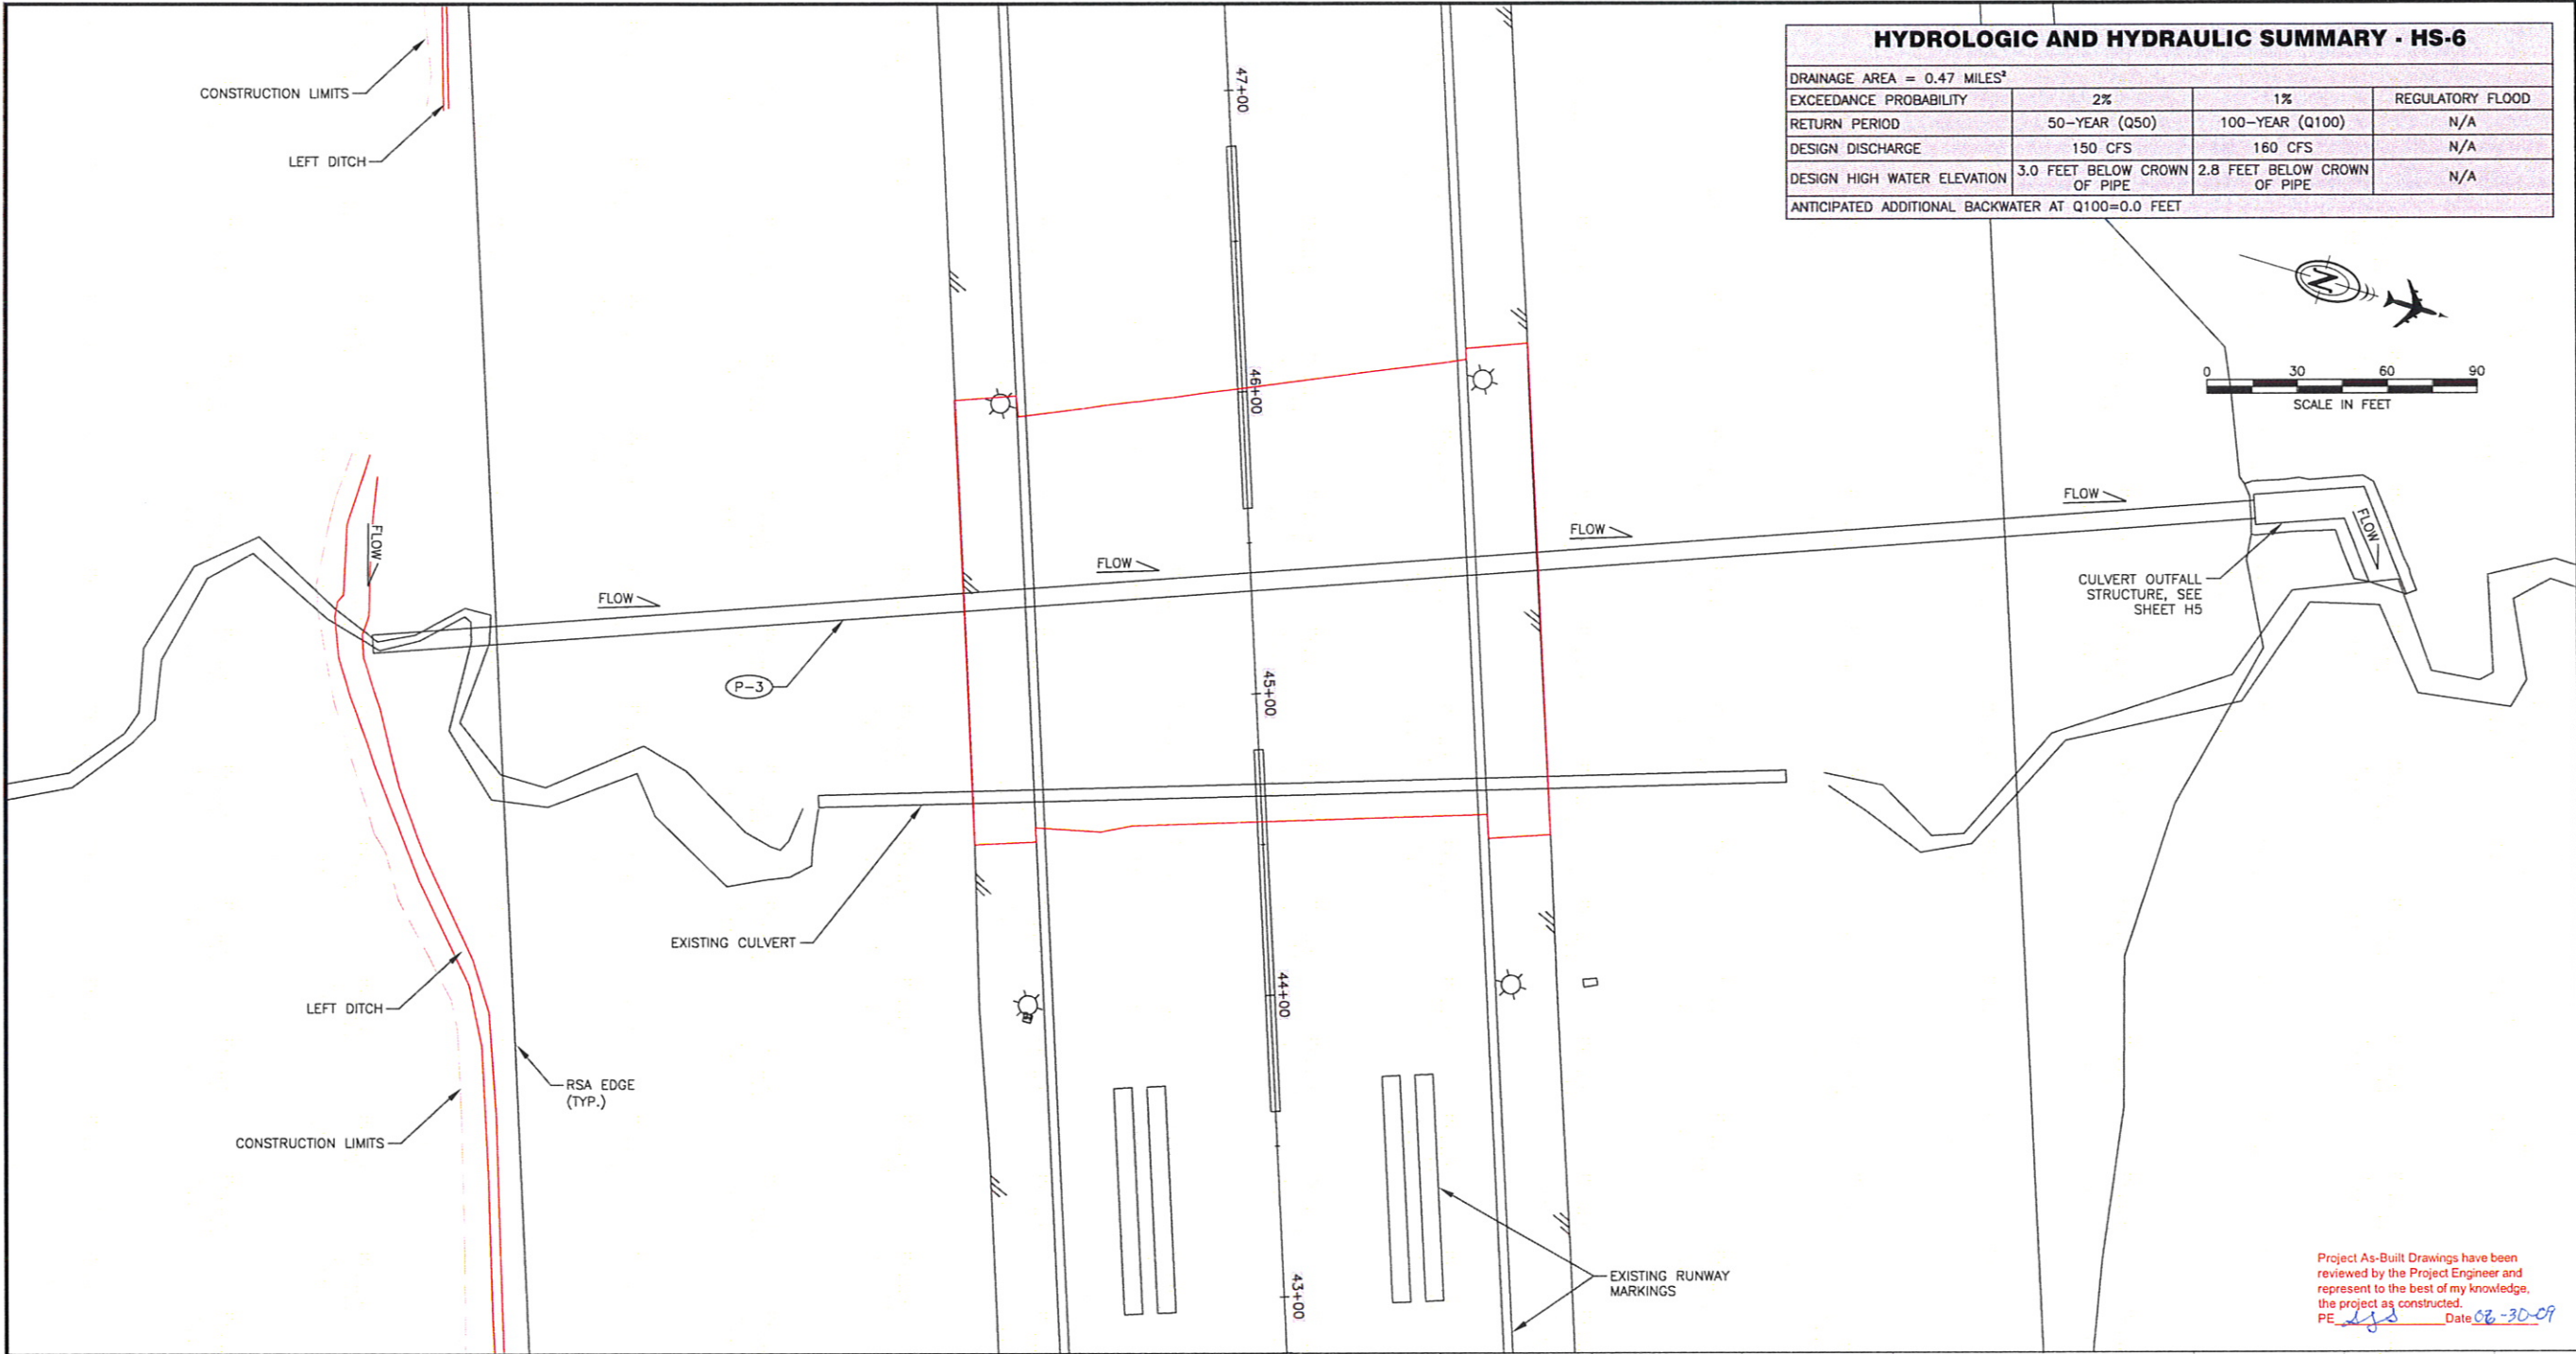 HYDROLOGIC AND HYDRAULIC SUMMARY - HS-6
DRAINAGE AREA = 0.47 MILES²
EXCEEDANCE PROBABILITY 2% 1% REGULATORY FLOOD
RETURN PERIOD 50-YEAR (Q50) 100-YEAR (Q100) N/A
DESIGN DISCHARGE 150 CFS 160 CFS N/A
DESIGN HIGH WATER ELEVATION 3.0 FEET BELOW CROWN OF PIPE 2.8 FEET BELOW CROWN OF PIPE N/A
ANTICIPATED ADDITIONAL BACKWATER AT Q100=0.0 FEET
CONSTRUCTION LIMITS
LEFT DITCH
47+00
N
0 30 60 90
SCALE IN FEET
46+00
FLOW
FLOW
FLOW
FLOW
FLOW
FLOW
CULVERT OUTFALL
STRUCTURE, SEE
SHEET H5
P-3
45+00
EXISTING CULVERT
LEFT DITCH
44+00
RSA EDGE
(TYP.)
CONSTRUCTION LIMITS
43+00
EXISTING RUNWAY
MARKINGS
Project As-Built Drawings have been
reviewed by the Project Engineer and
represent to the best of my knowledge,
the project as constructed.
PE Date